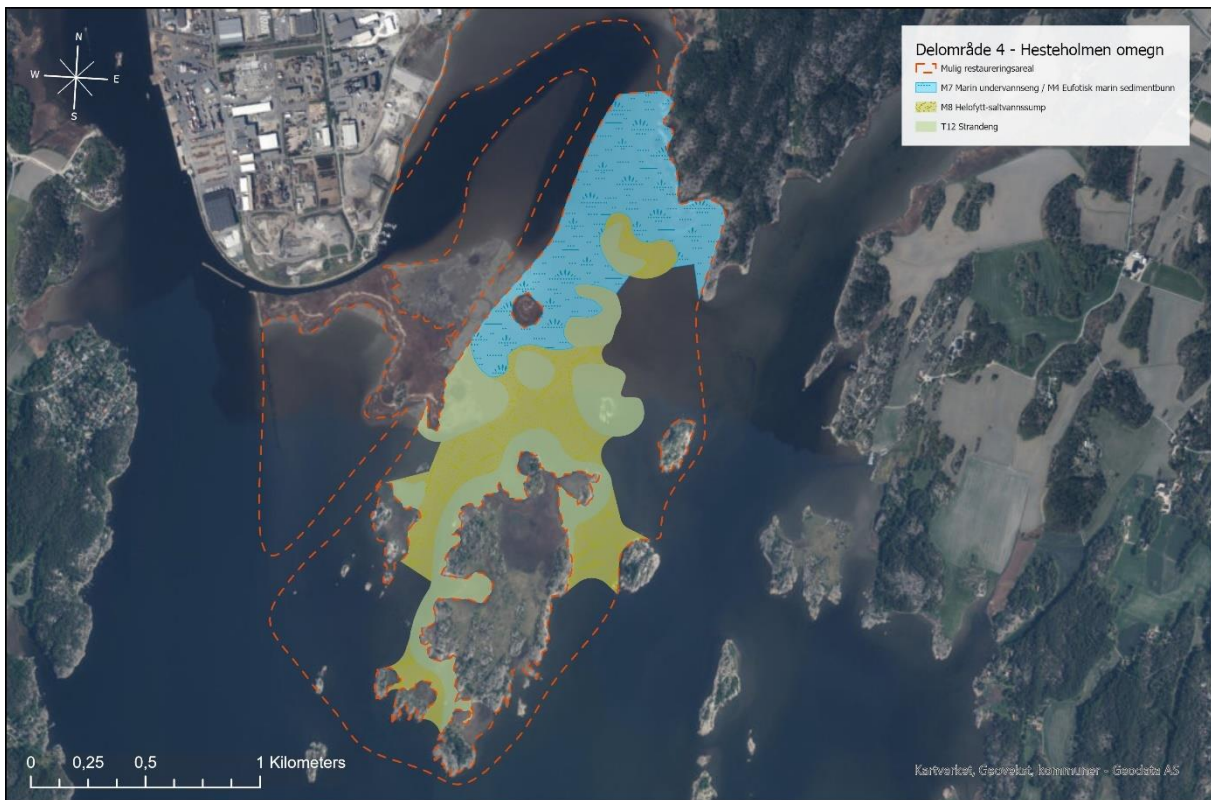 N
W
E
S
Delområde 4 - Hesteholmen omegn
Mulig restaureringsareal
M7 Marin undervannseng / M4 Eufotisk marin sedimentbunn
M8 Helofytt-saltvannssump
T12 Strandeng
0 0,25 0,5 1 Kilometers
Kartverket, Geovekst, kommuner - Geodata AS